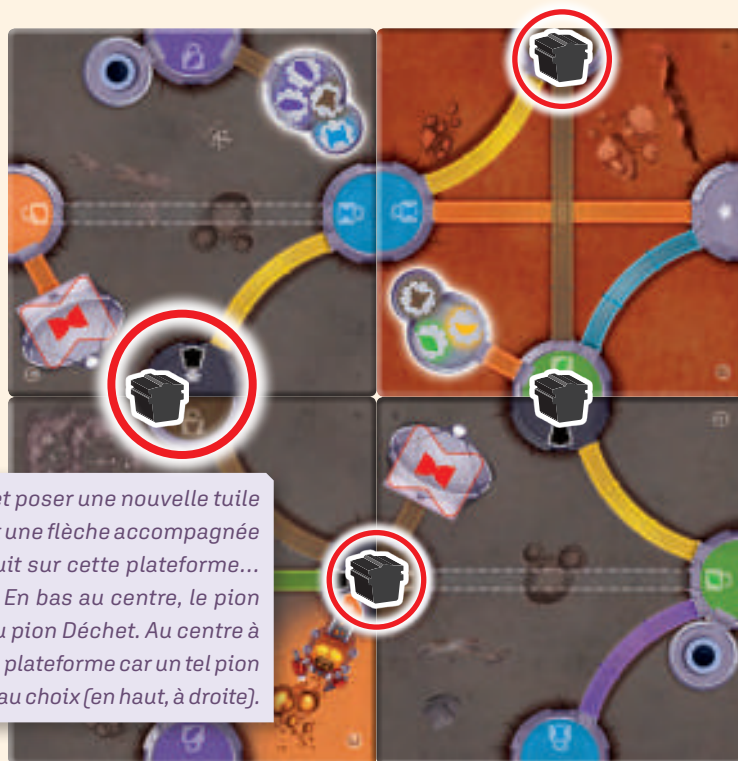 et poser une nouvelle tuile
une flèche accompagnée
uit sur cette plateforme...
En bas au centre, le pion
u pion Déchet. Au centre à
plateforme car un tel pion
au choix (en haut, à droite).